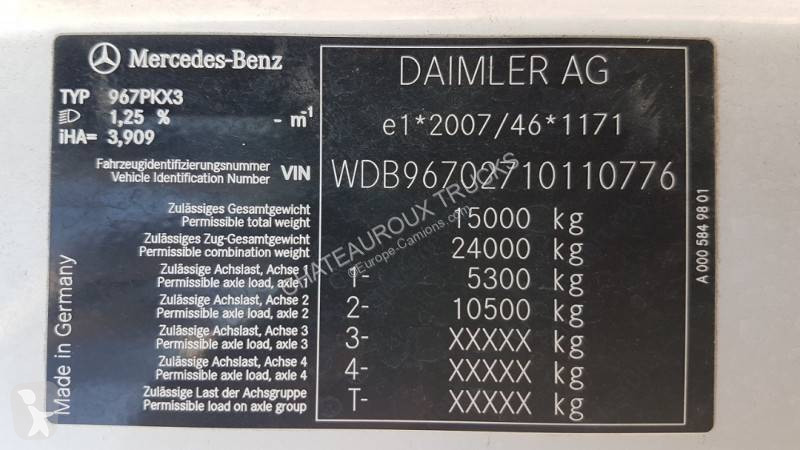 Mercedes-Benz
DAIMLER AG
TYP 967PKX3
1,25 % - m-1
iHA= 3,909
e1*2007/46*1171
Fahrzeugidentifizierungsnummer
Vehicle Identification Number VIN
WDB96702710110776
Zulässiges Gesamtgewicht
Permissible total weight 15000 kg
Zulässiges Zug-Gesamtgewicht
Permissible combination weight 24000 kg
Zulässige Achslast, Achse 1
Permissible axle load, axle 1 1- 5300 kg
Zulässige Achslast, Achse 2
Permissible axle load, axle 2 2- 10500 kg
Zulässige Achslast, Achse 3
Permissible axle load, axle 3 3- XXXXX kg
Zulässige Achslast, Achse 4
Permissible axle load, axle 4 4- XXXXX kg
Zulässige Last der Achsgruppe
Permissible load on axle group T- XXXXX kg
Made in Germany
A 000 584 98 01
CHATEAUROUX TRUCKS
©Europe-Camions.com